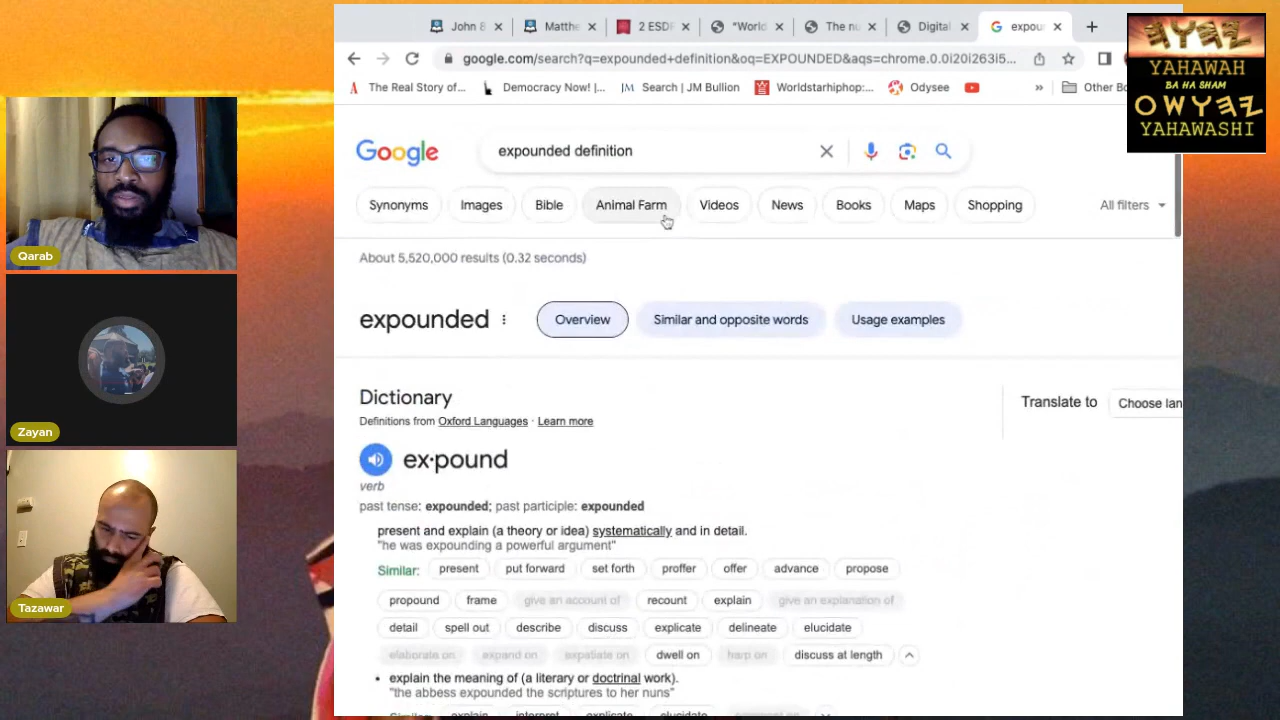 John 8
Matthe
2 ESDR
"World
The nu
Digital
expour
google.com/search?q=expounded+definition&oq=EXPOUNDED&aqs=chrome.0.0i20i263i5...
The Real Story of...
Democracy Now! |...
Search | JM Bullion
Worldstarhiphop:...
Odysee
»
Other Bo
YAHAWAH
BA HA SHAM
YAHAWASHI
Google
expounded definition
Synonyms
Images
Bible
Animal Farm
Videos
News
Books
Maps
Shopping
All filters
About 5,520,000 results (0.32 seconds)
expounded
Overview
Similar and opposite words
Usage examples
Dictionary
Definitions from Oxford Languages · Learn more
Translate to
Choose lan
ex·pound
verb
past tense: expounded; past participle: expounded
present and explain (a theory or idea) systematically and in detail.
"he was expounding a powerful argument"
Similar:
present
put forward
set forth
proffer
offer
advance
propose
propound
frame
give an account of
recount
explain
give an explanation of
detail
spell out
describe
discuss
explicate
delineate
elucidate
elaborate on
expand on
expatiate on
dwell on
harp on
discuss at length
• explain the meaning of (a literary or doctrinal work).
"the abbess expounded the scriptures to her nuns"
Similar:
explain
interpret
explicate
elucidate
Qarab
Zayan
Tazawar